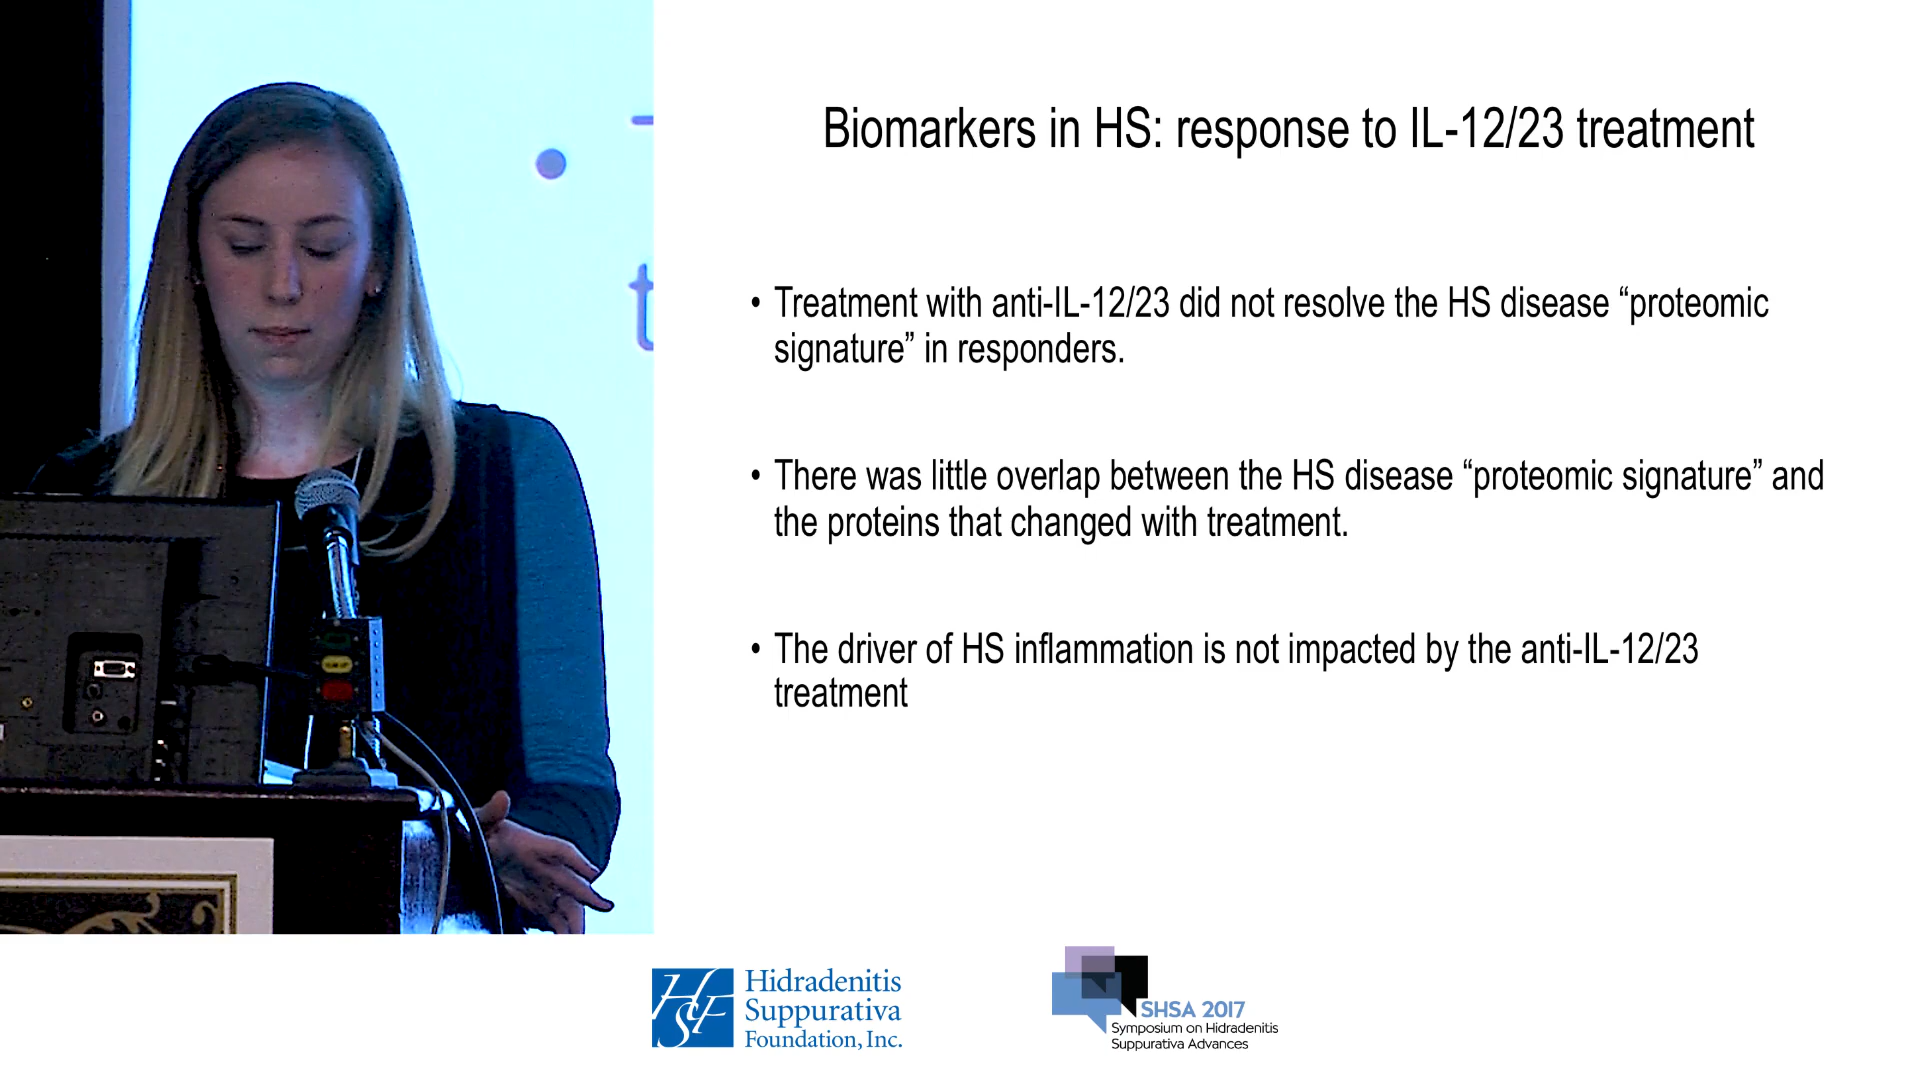 Biomarkers in HS: response to IL-12/23 treatment
• Treatment with anti-IL-12/23 did not resolve the HS disease “proteomic
signature” in responders.
• There was little overlap between the HS disease “proteomic signature” and
the proteins that changed with treatment.
• The driver of HS inflammation is not impacted by the anti-IL-12/23
treatment
HSF
Hidradenitis
Suppurativa
Foundation, Inc.
SHSA 2017
Symposium on Hidradenitis
Suppurativa Advances